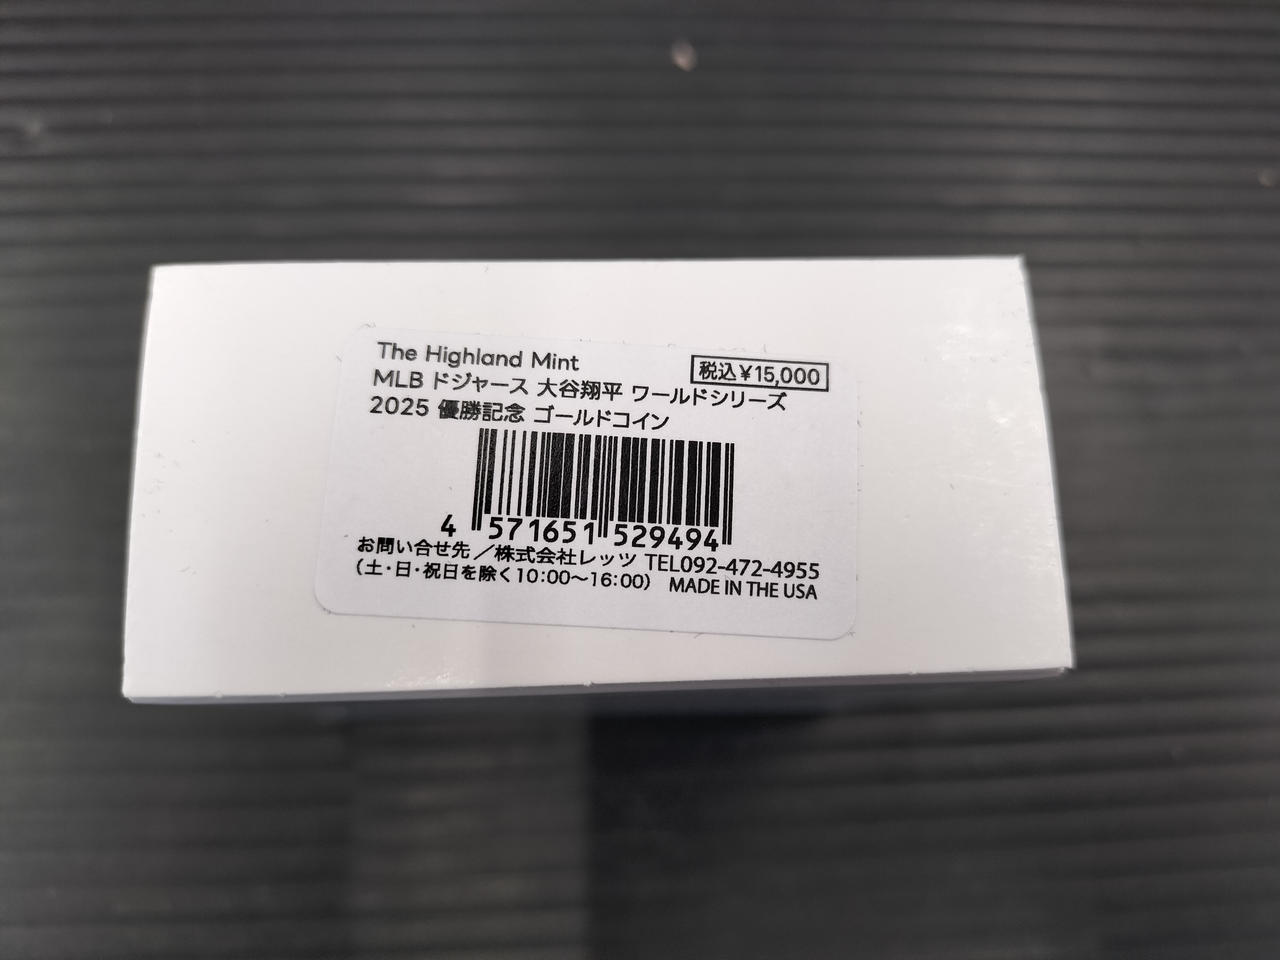 The Highland Mint
税込￥15,000
MLB ドジャース 大谷翔平 ワールドシリーズ
2025 優勝記念 ゴールドコイン
4 571651 529494
お問い合せ先／株式会社レッツ TEL092-472-4955
（土・日・祝日を除く10:00～16:00） MADE IN THE USA